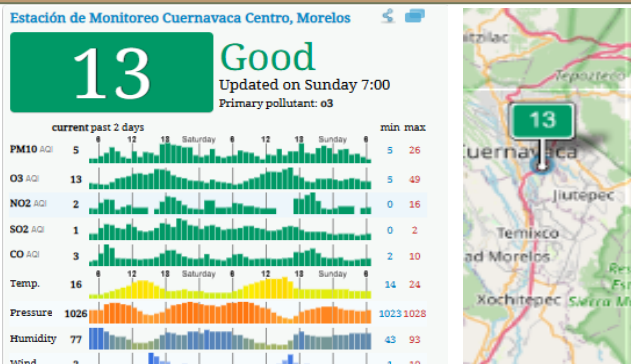 Estación de Monitoreo Cuernavaca Centro, Morelos
13
Good
Updated on Sunday 7:00
Primary pollutant: o3
current past 2 days min max
6 12 18 Saturday 6 12 18 Sunday 6
PM10 AQI 5 5 26
O3 AQI 13 5 49
NO2 AQI 2 0 16
SO2 AQI 1 0 2
CO AQI 3 2 10
6 12 18 Saturday 6 12 18 Sunday 6
Temp. 16 14 24
Pressure 1026 1023 1028
Humidity 77 43 93
Wind
itzilac
Tepozteco
13
uernavaca
Jiutepec
Temixco
ad Morelos
Xochitepec
Sierra M